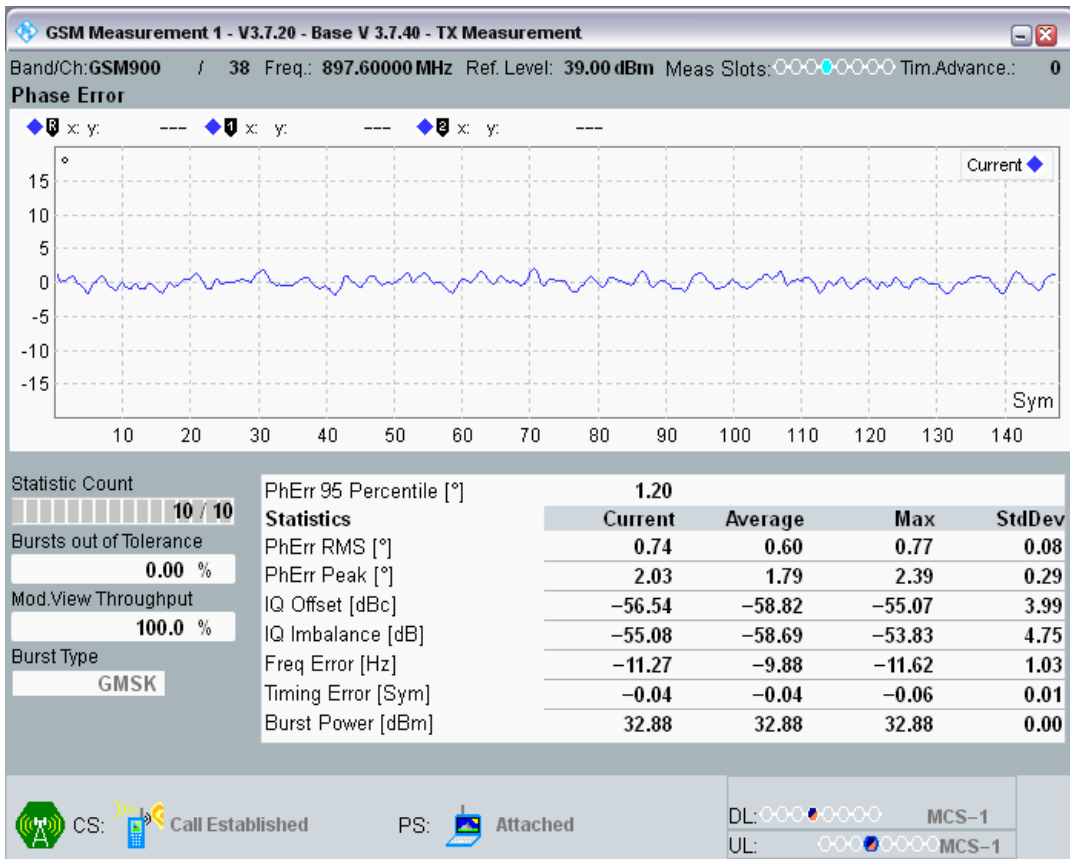 GSM Measurement 1 - V3.7.20 - Base V 3.7.40 - TX Measurement
Band/Ch:GSM900 / 38 Freq.: 897.60000 MHz Ref. Level: 39.00 dBm Meas Slots: Tim.Advance.: 0
Phase Error
R x: y: --- 1 x: y: --- 2 x: y: ---
°
Current
15
10
5
0
-5
-10
-15
Sym
10 20 30 40 50 60 70 80 90 100 110 120 130 140
Statistic Count
10 / 10
Bursts out of Tolerance
0.00 %
Mod.View Throughput
100.0 %
Burst Type
GMSK
PhErr 95 Percentile [°] 1.20
Statistics Current Average Max StdDev
PhErr RMS [°] 0.74 0.60 0.77 0.08
PhErr Peak [°] 2.03 1.79 2.39 0.29
IQ Offset [dBc] −56.54 −58.82 −55.07 3.99
IQ Imbalance [dB] −55.08 −58.69 −53.83 4.75
Freq Error [Hz] −11.27 −9.88 −11.62 1.03
Timing Error [Sym] −0.04 −0.04 −0.06 0.01
Burst Power [dBm] 32.88 32.88 32.88 0.00
CS: Call Established PS: Attached
DL: MCS−1
UL: MCS−1